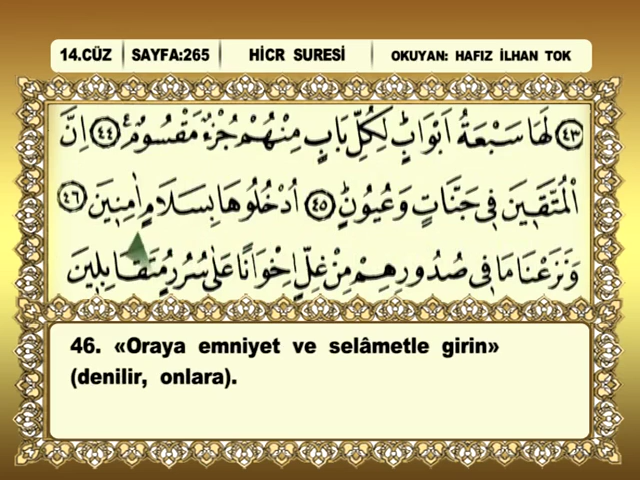 14.CÜZ SAYFA:265 HİCR SURESİ OKUYAN: HAFIZ İLHAN TOK
﴿٤٣﴾ لَهَا سَبْعَةُ اَبْوَابٍ لِكُلِّ بَابٍ مِنْهُمْ جُزْءٌ مَقْسُومٌ ﴿٤٤﴾ اِنَّ
الْمُتَّقٖينَ فٖى جَنَّاتٍ وَعُيُونٍ ﴿٤٥﴾ اُدْخُلُوهَا بِسَلَامٍ اٰمِنٖينَ ﴿٤٦﴾
وَنَزَعْنَا مَا فٖى صُدُورِهِمْ مِنْ غِلٍّ اِخْوَانًا عَلٰى سُرُرٍ مُتَقَابِلٖينَ
46. «Oraya emniyet ve selâmetle girin»
(denilir, onlara).